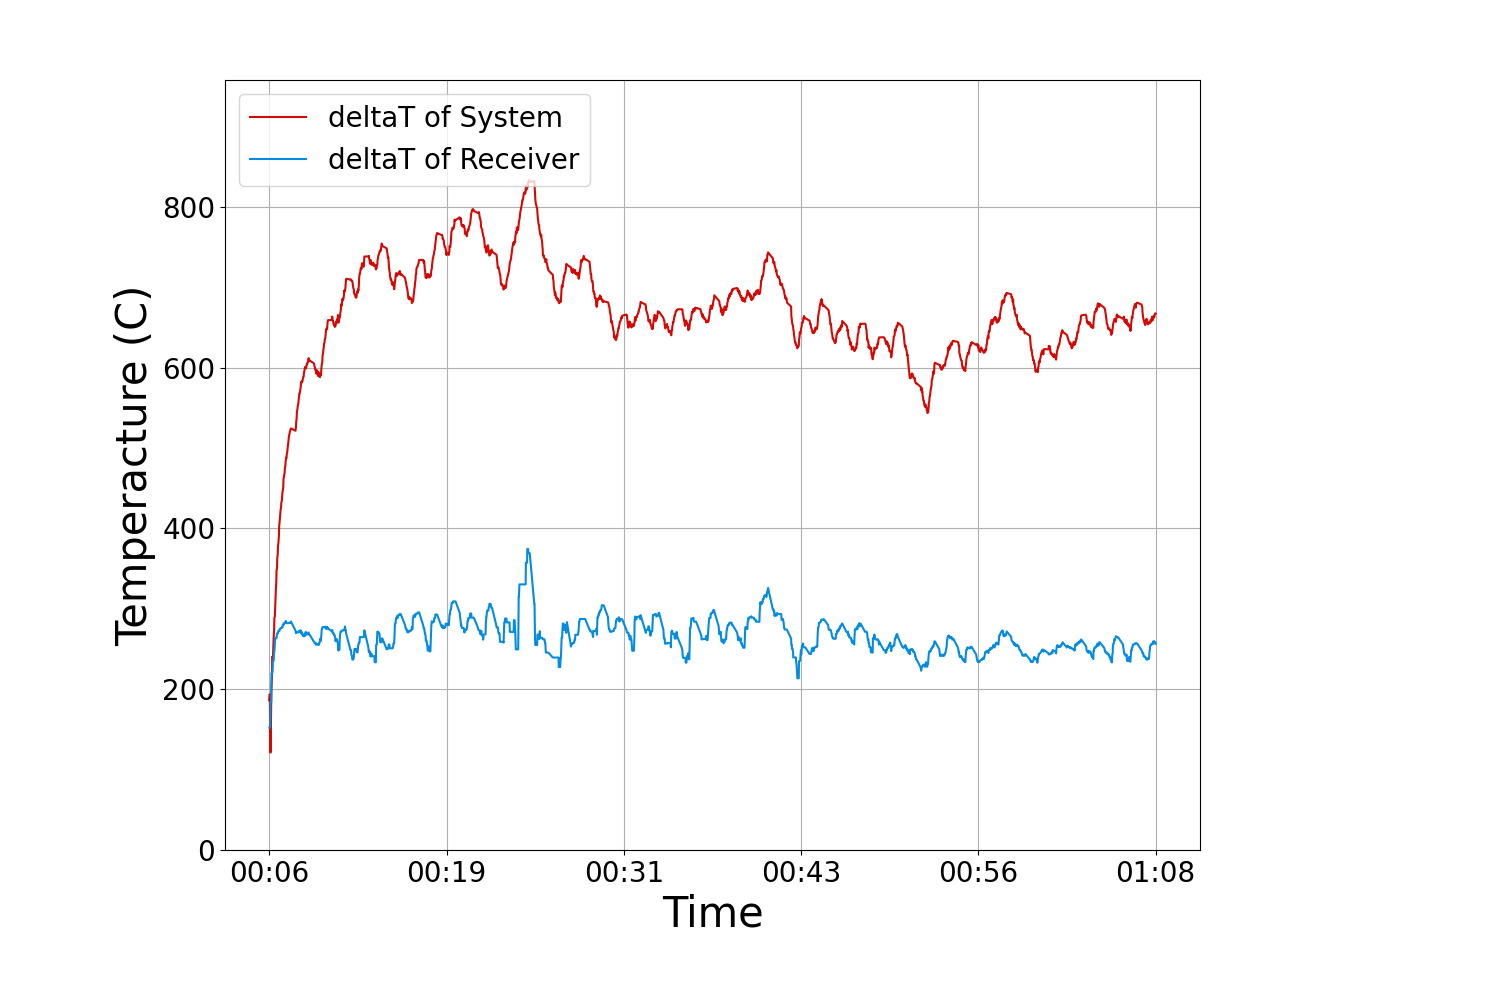 deltaT of System
deltaT of Receiver
800
600
400
200
0
Temperacture (C)
00:06 00:19 00:31 00:43 00:56 01:08
Time